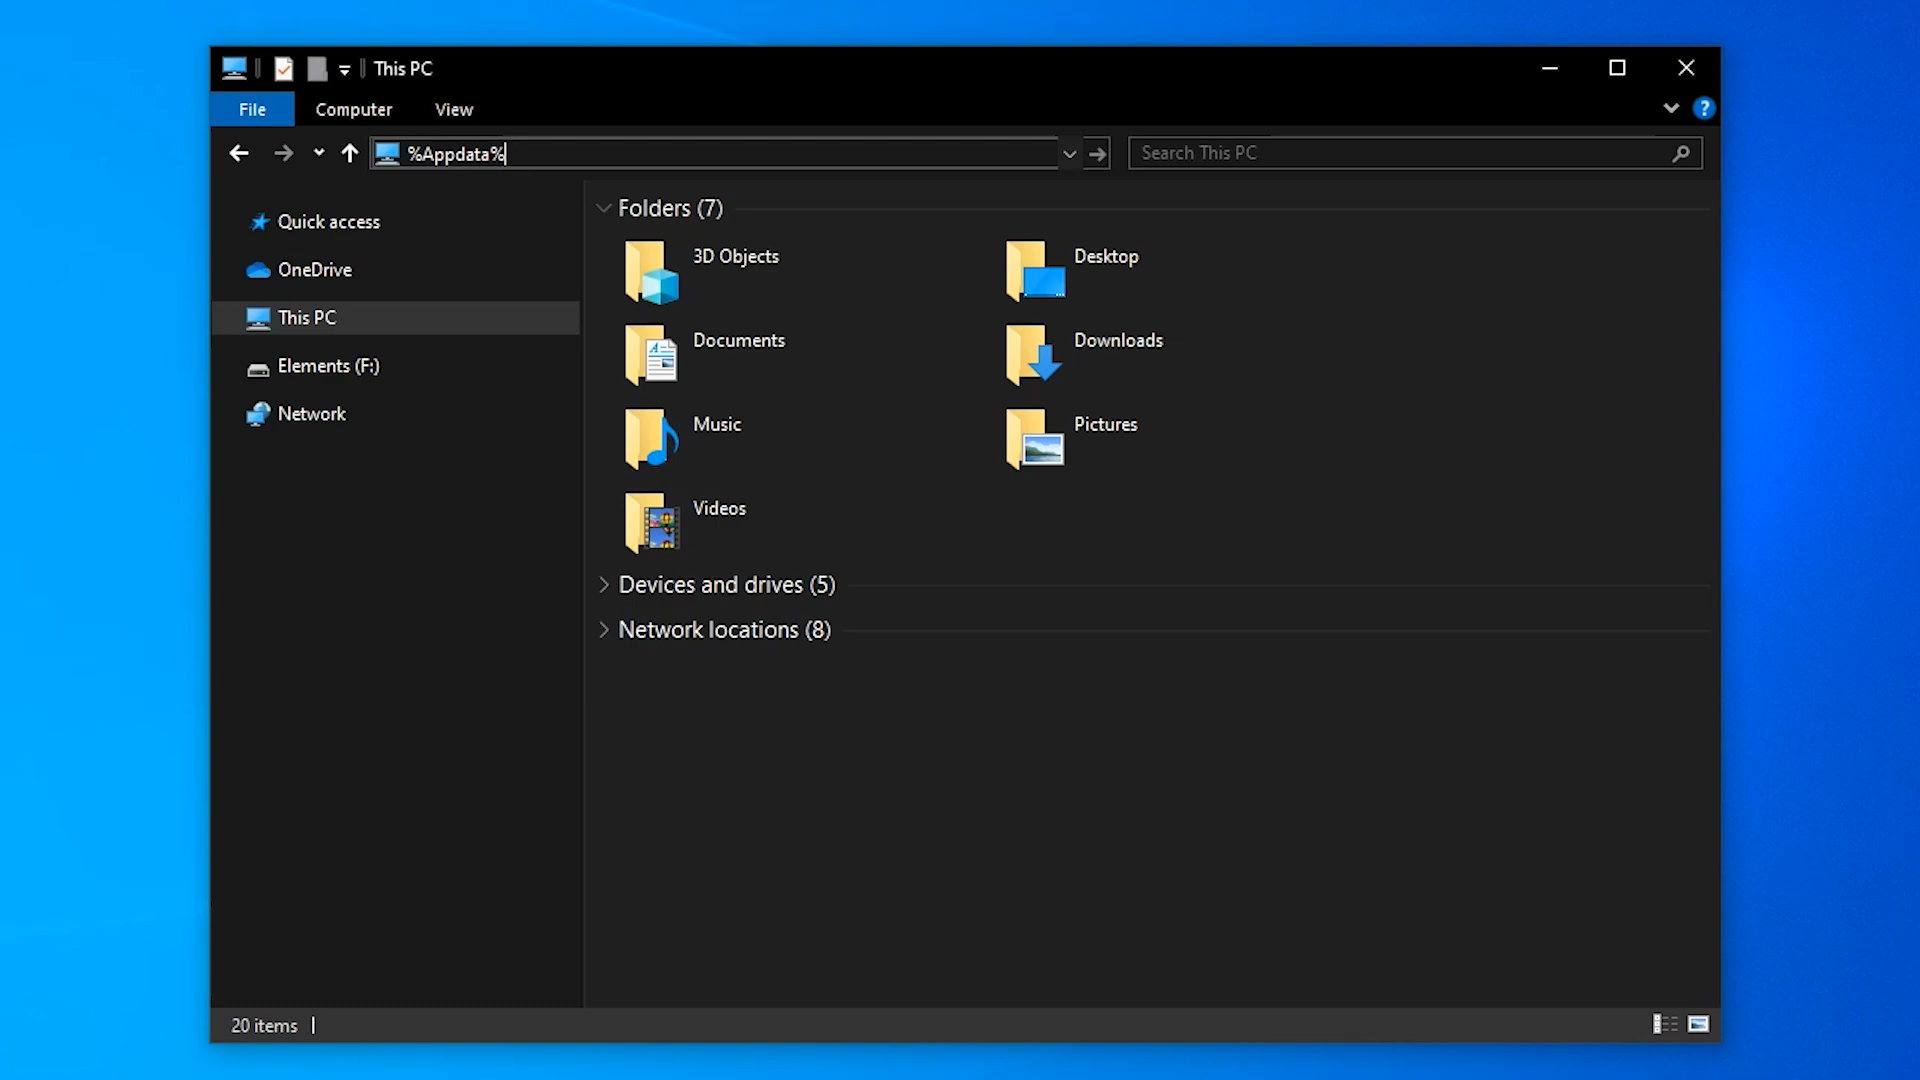 This PC
File Computer View ?
%Appdata% Search This PC
Quick access
OneDrive
This PC
Elements (F:)
Network
Folders (7)
3D Objects Desktop
Documents Downloads
Music Pictures
Videos
Devices and drives (5)
Network locations (8)
20 items